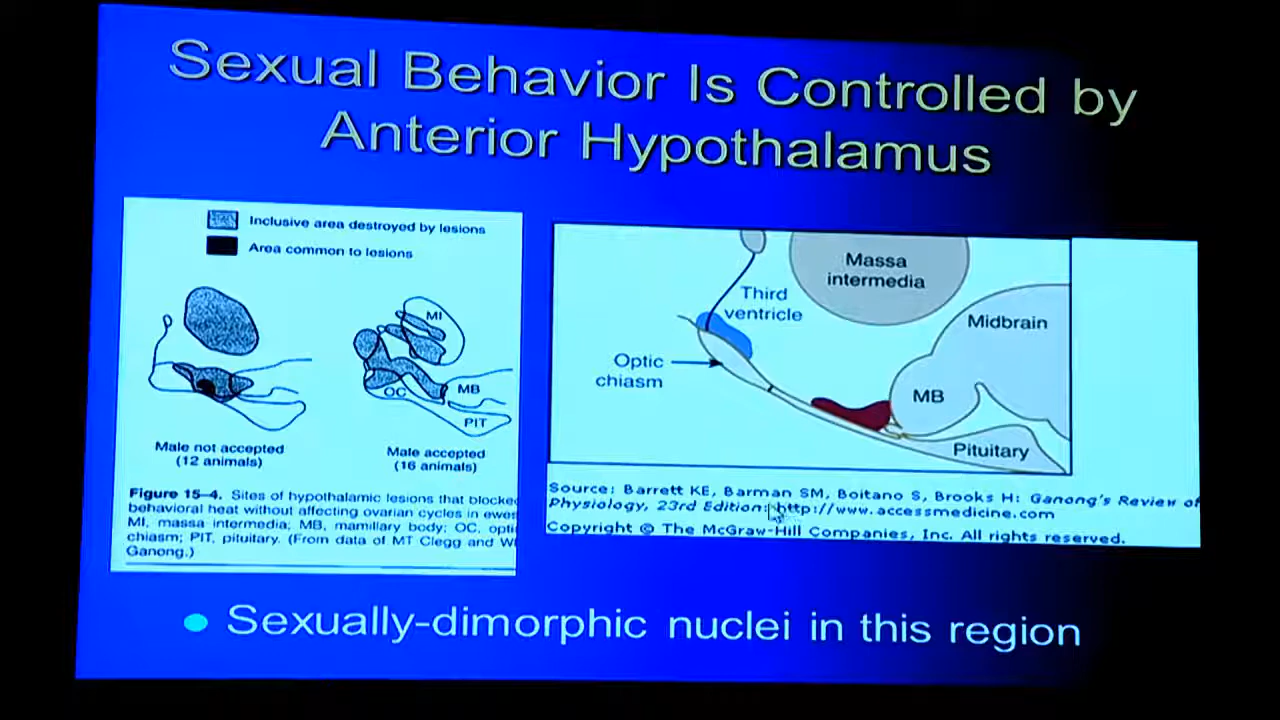 Sexual Behavior Is Controlled by
Anterior Hypothalamus
Inclusive area destroyed by lesions
Area common to lesions
MI
OC
MB
PIT
Male not accepted
(12 animals)
Male accepted
(16 animals)
Figure 15–4. Sites of hypothalamic lesions that blocked
behavioral heat without affecting ovarian cycles in ewes
MI, massa intermedia; MB, mamillary body; OC, opti
chiasm; PIT, pituitary. (From data of MT Clegg and W
Ganong.)
Massa
intermedia
Third
ventricle
Midbrain
Optic
chiasm
MB
Pituitary
Source: Barrett KE, Barman SM, Boitano S, Brooks H: Ganong's Review of
Physiology, 23rd Edition: http://www.accessmedicine.com
Copyright © The McGraw-Hill Companies, Inc. All rights reserved.
Sexually-dimorphic nuclei in this region